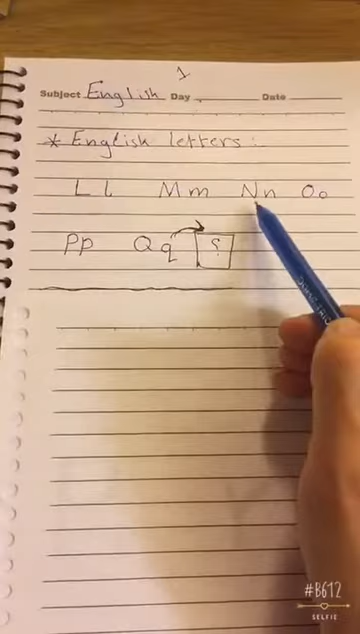 1
Subject English Day Date
* English letters :
Ll Mm Nn Oo
Pp Qq ?
#B612
SELFIE